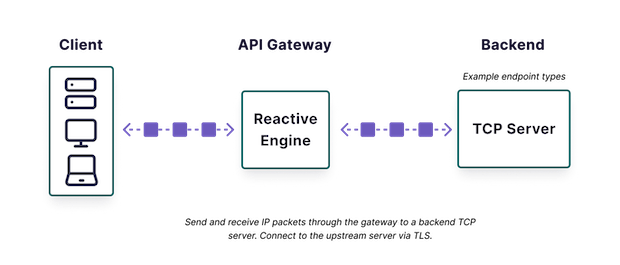 Client
API Gateway
Backend
Example endpoint types
Reactive
Engine
TCP Server
Send and receive IP packets through the gateway to a backend TCP
server. Connect to the upstream server via TLS.